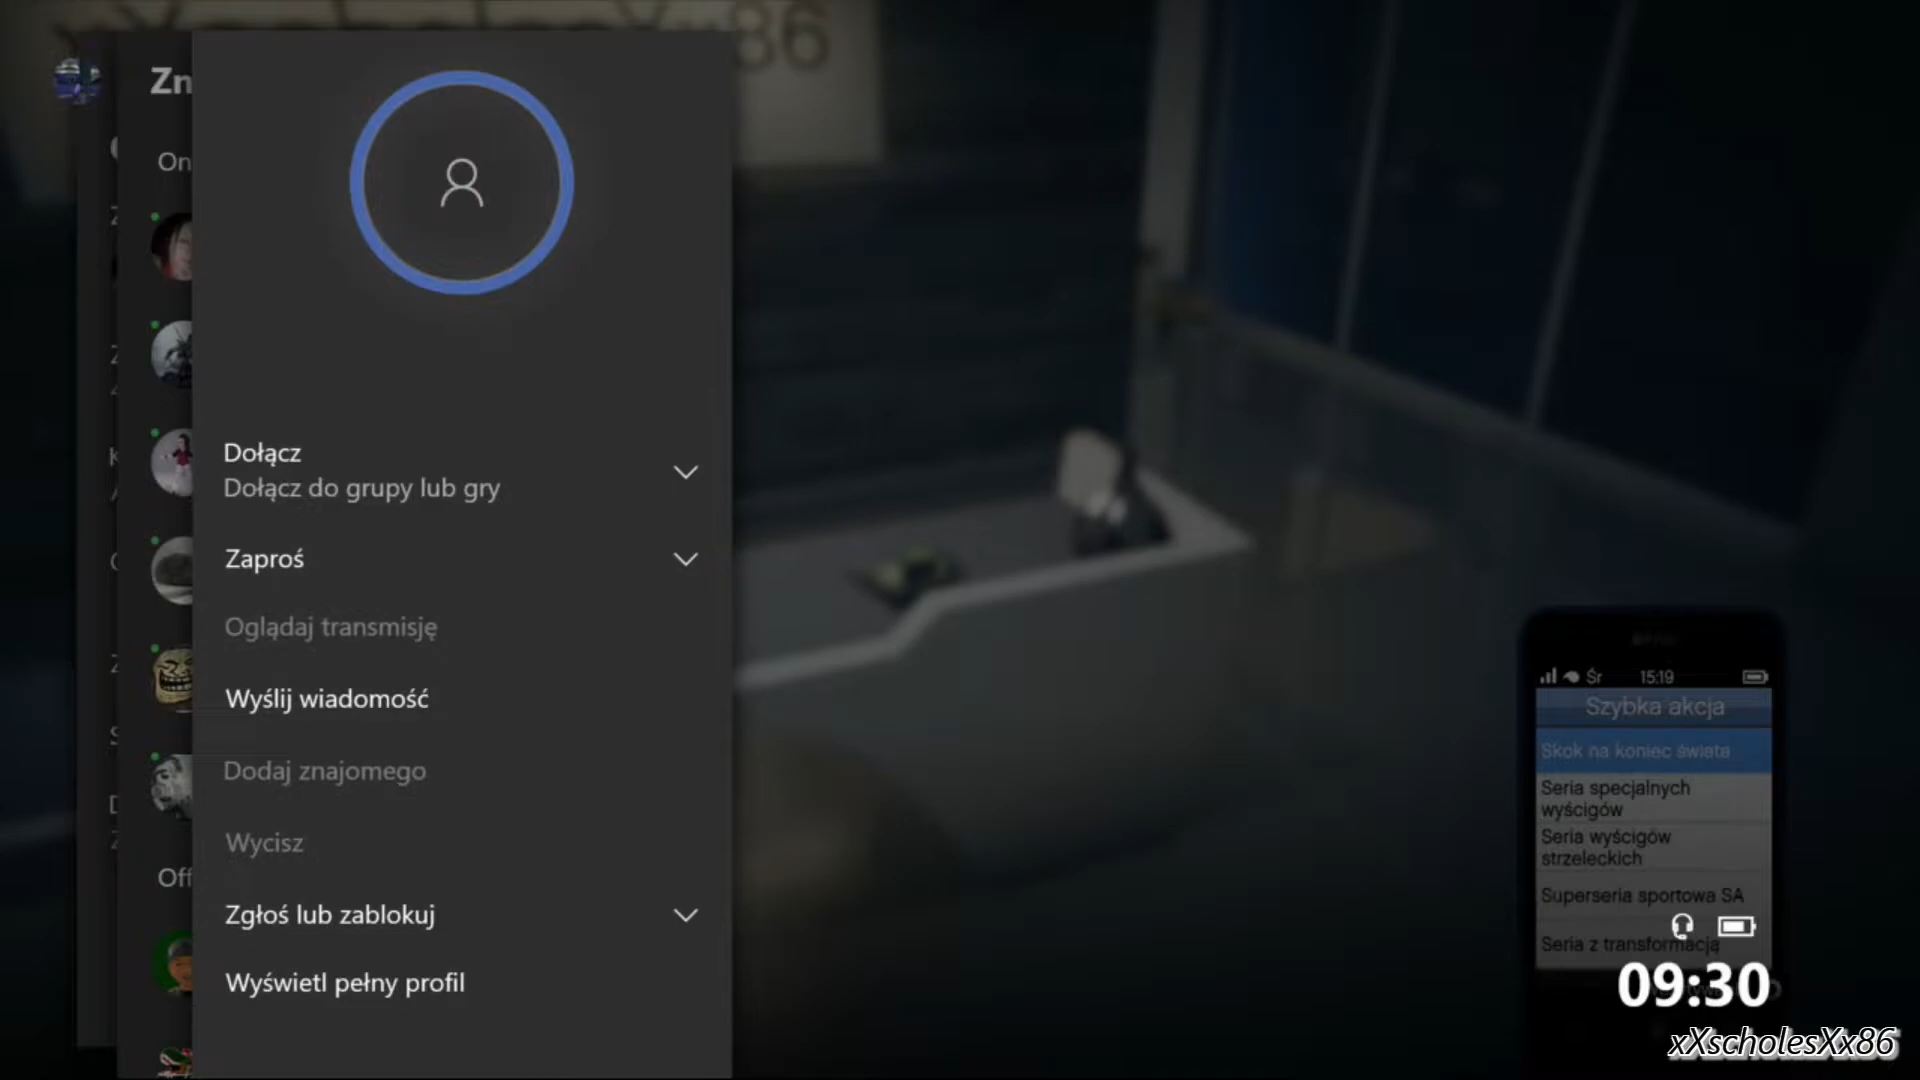 86
Zn
On
Dołącz
Dołącz do grupy lub gry
Zaproś
Oglądaj transmisję
Wyślij wiadomość
Dodaj znajomego
Wycisz
Off
Zgłoś lub zablokuj
Wyświetl pełny profil
Śr 15:19
Szybka akcja
Skok na koniec świata
Seria specjalnych
wyścigów
Seria wyścigów
strzeleckich
Superseria sportowa SA
Seria z transformacją
09:30
xXscholesXx86